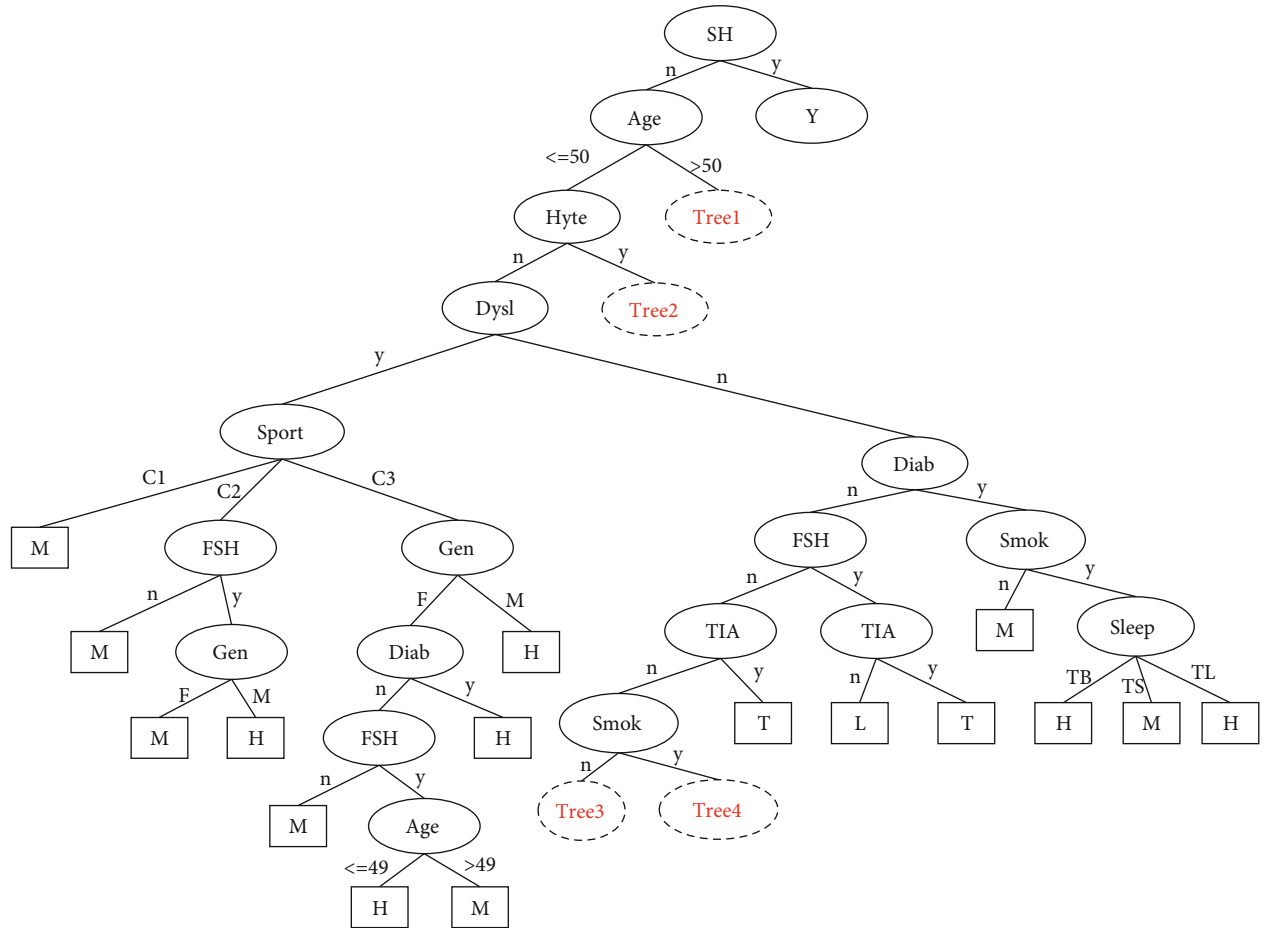 SH
n
y
Age
Y
<=50
>50
Hyte
Tree1
n
y
Dysl
Tree2
y
n
Sport
Diab
C1
C2
C3
n
y
M
FSH
Gen
FSH
Smok
n
y
F
M
n
y
n
y
M
Gen
Diab
H
TIA
TIA
M
Sleep
F
M
n
y
n
y
n
y
TB
TS
TL
M
H
FSH
H
Smok
T
L
T
H
M
H
n
y
n
y
M
Age
Tree3
Tree4
<=49
>49
H
M